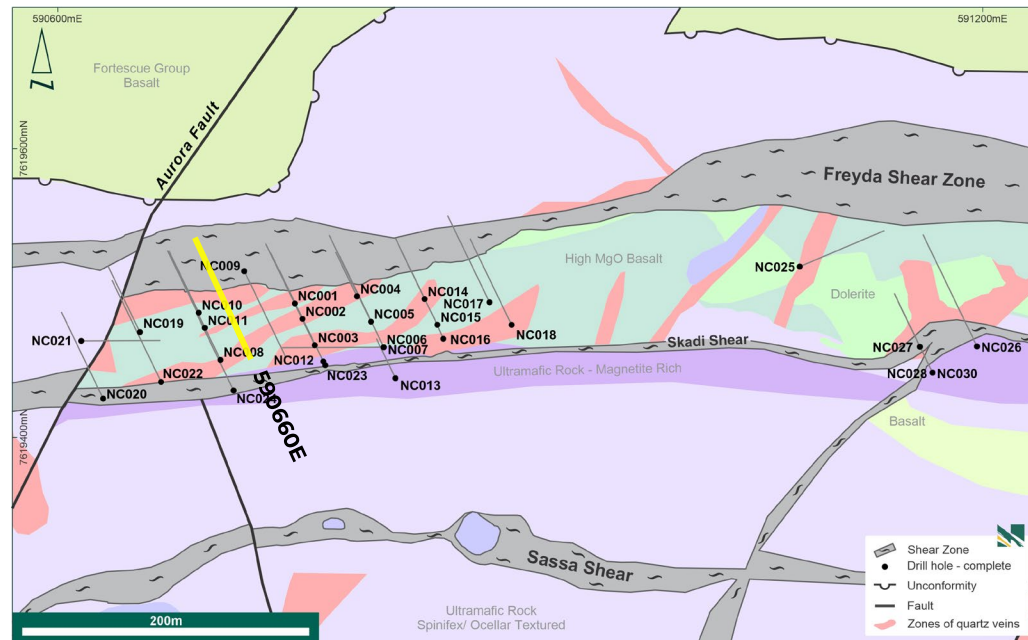 590600mE
591200mE
Fortescue Group
Basalt
Aurora Fault
7619600mN
Freyda Shear Zone
NC009
NC025
High MgO Basalt
Dolerite
NC004
NC001
NC014
NC017
NC010
NC002
NC011
NC019
NC005
NC015
NC018
NC021
NC003
NC006
NC016
NC007
Skadi Shear
NC027
NC026
NC008
NC012
Ultramafic Rock - Magnetite Rich
NC023
NC022
NC013
NC028
NC030
NC020
590660E
Basalt
7619400mN
Sassa Shear
Ultramafic Rock
Spinifex/ Ocellar Textured
200m
Shear Zone
Drill hole - complete
Unconformity
Fault
Zones of quartz veins
N